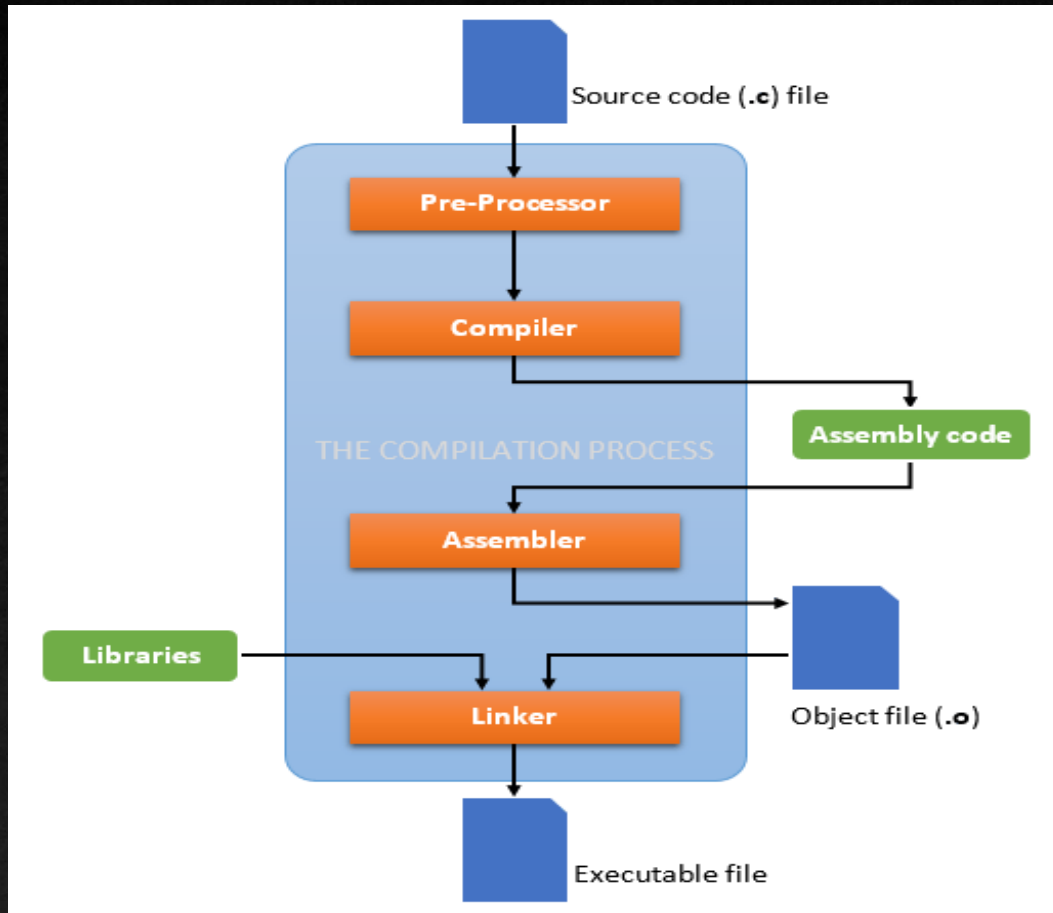 Source code (.c) file
Pre-Processor
Compiler
Assembly code
THE COMPILATION PROCESS
Assembler
Libraries
Linker
Object file (.o)
Executable file